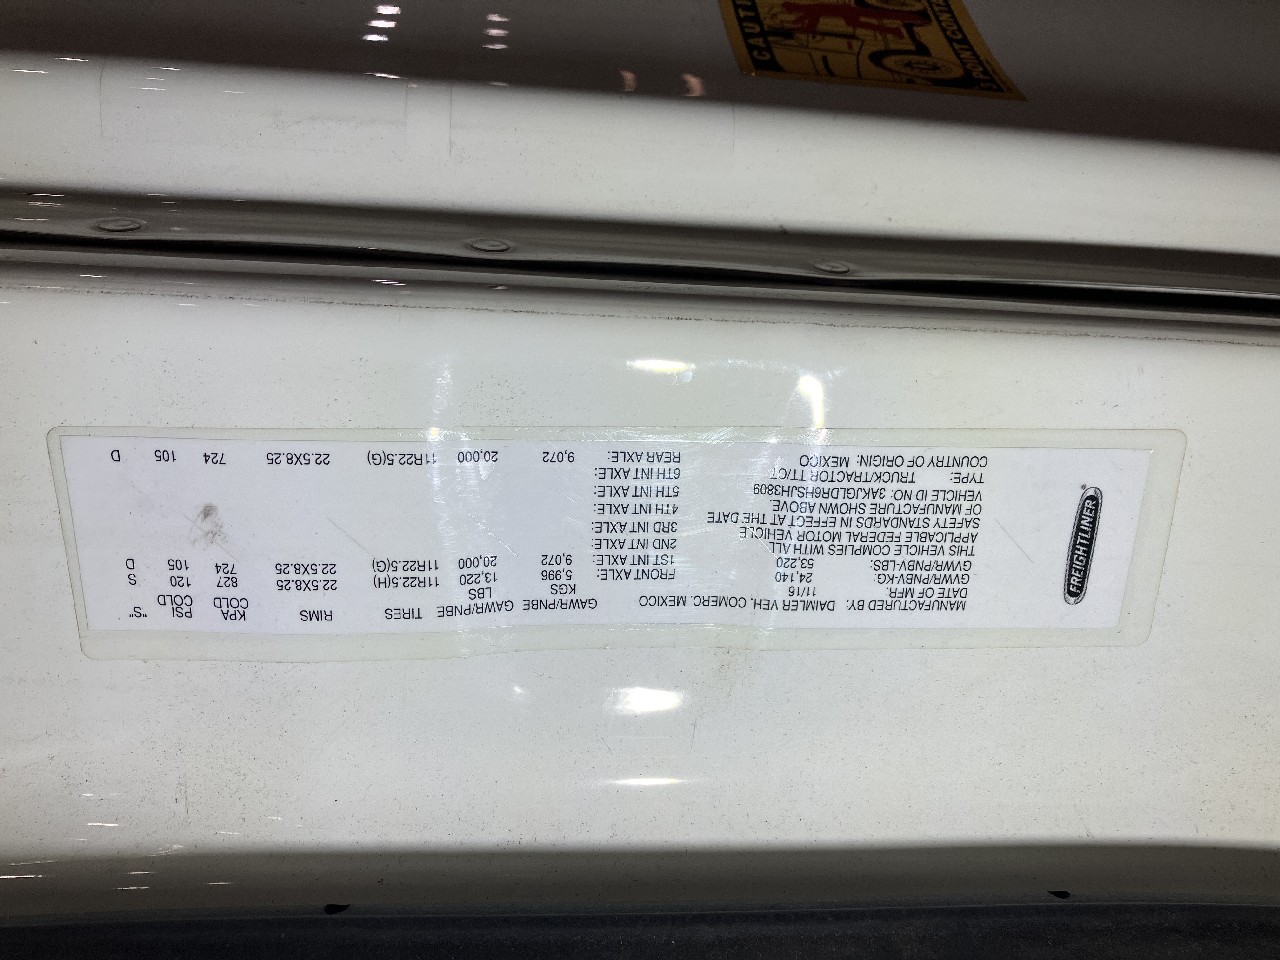 FREIGHTLINER
MANUFACTURED BY: DAIMLER VEH. COMERC. MEXICO
DATE OF MFR: 11/16
GVWR/PNBV-KG: 24,140
GVWR/PNBV-LBS: 53,220
THIS VEHICLE COMPLIES WITH ALL
APPLICABLE FEDERAL MOTOR VEHICLE
SAFETY STANDARDS IN EFFECT AT THE DATE
OF MANUFACTURE SHOWN ABOVE.
VEHICLE ID NO: 3AKJGLDR6HSJH3809
TYPE: TRUCK/TRACTOR TT/CT
COUNTRY OF ORIGIN: MEXICO
GAWR/PNBE GAWR/PNBE TIRES RIMS KPA PSI "S"
KGS LBS COLD COLD
FRONT AXLE: 5,996 13,220 11R22.5(H) 22.5X8.25 827 120 S
1ST INT AXLE: 9,072 20,000 11R22.5(G) 22.5X8.25 724 105 D
2ND INT AXLE:
3RD INT AXLE:
4TH INT AXLE:
5TH INT AXLE:
6TH INT AXLE:
REAR AXLE: 9,072 20,000 11R22.5(G) 22.5X8.25 724 105 D
POINT